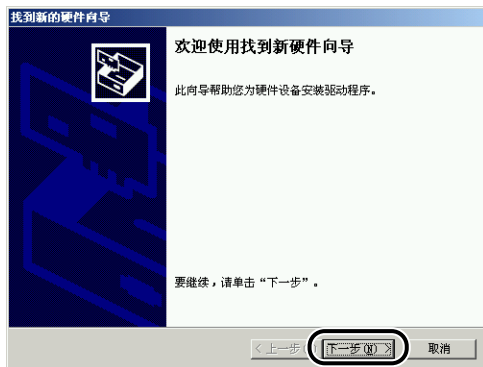 找到新的硬件向导
欢迎使用找到新硬件向导
此向导帮助您为硬件设备安装驱动程序。
要继续，请单击“下一步”。
< 上一步
下一步(N) >
取消